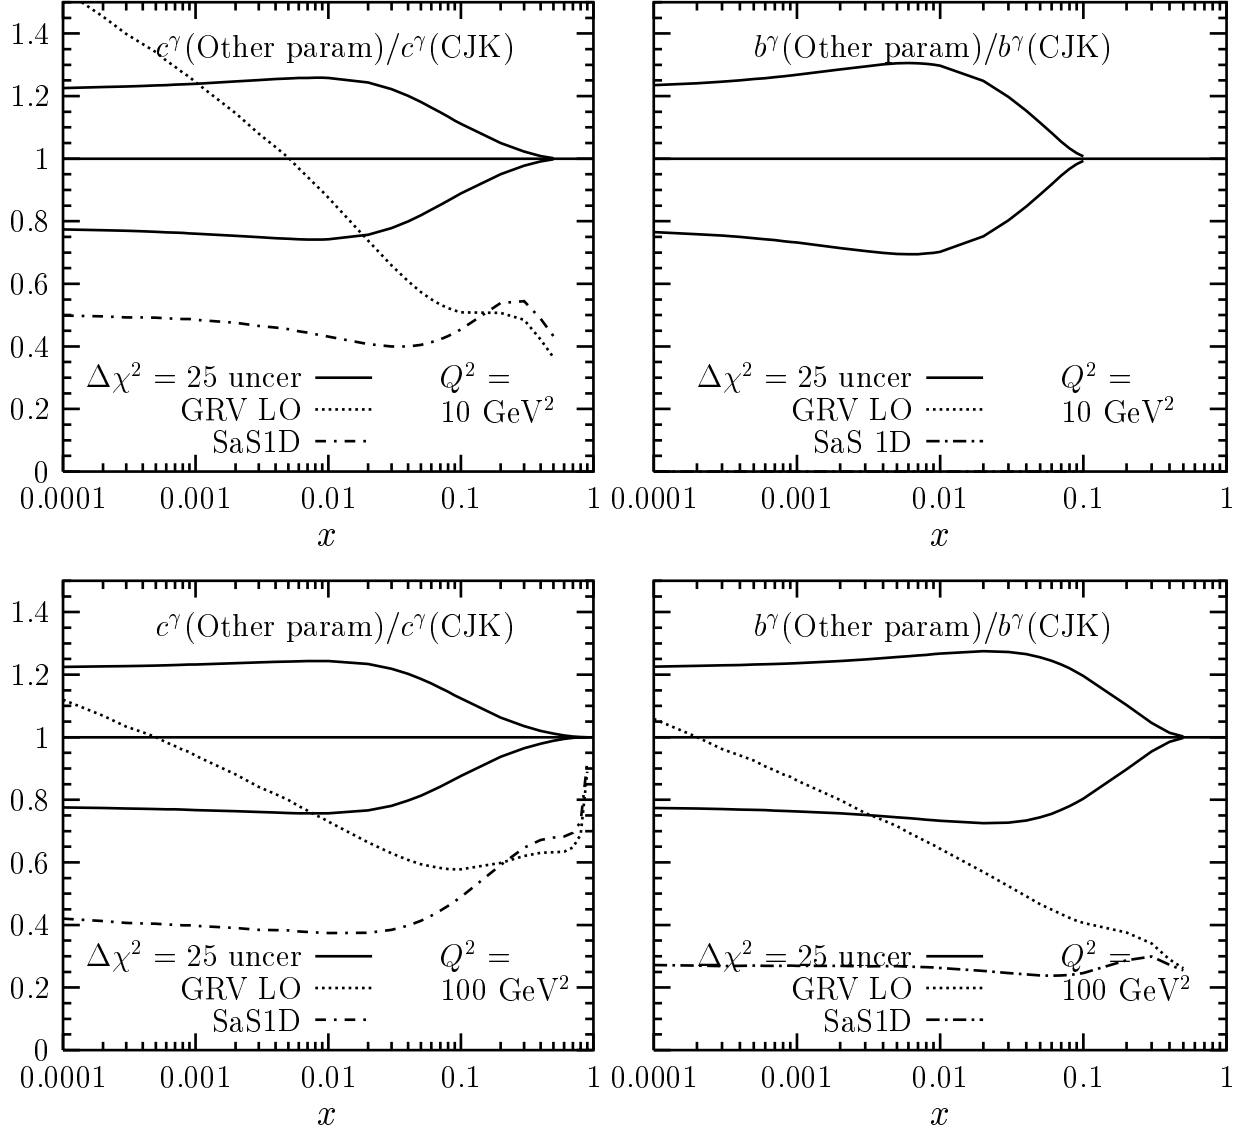 c^γ(Other param)/c^γ(CJK)
1.4
1.2
1
0.8
0.6
0.4
0.2
0
Δχ² = 25 uncer
GRV LO
SaS1D
Q² =
10 GeV²
0.0001 0.001 0.01 0.1 1
x
b^γ(Other param)/b^γ(CJK)
Δχ² = 25 uncer
GRV LO
SaS 1D
Q² =
10 GeV²
0.0001 0.001 0.01 0.1 1
x
c^γ(Other param)/c^γ(CJK)
1.4
1.2
1
0.8
0.6
0.4
0.2
0
Δχ² = 25 uncer
GRV LO
SaS1D
Q² =
100 GeV²
0.0001 0.001 0.01 0.1 1
x
b^γ(Other param)/b^γ(CJK)
Δχ² = 25 uncer
GRV LO
SaS1D
Q² =
100 GeV²
0.0001 0.001 0.01 0.1 1
x